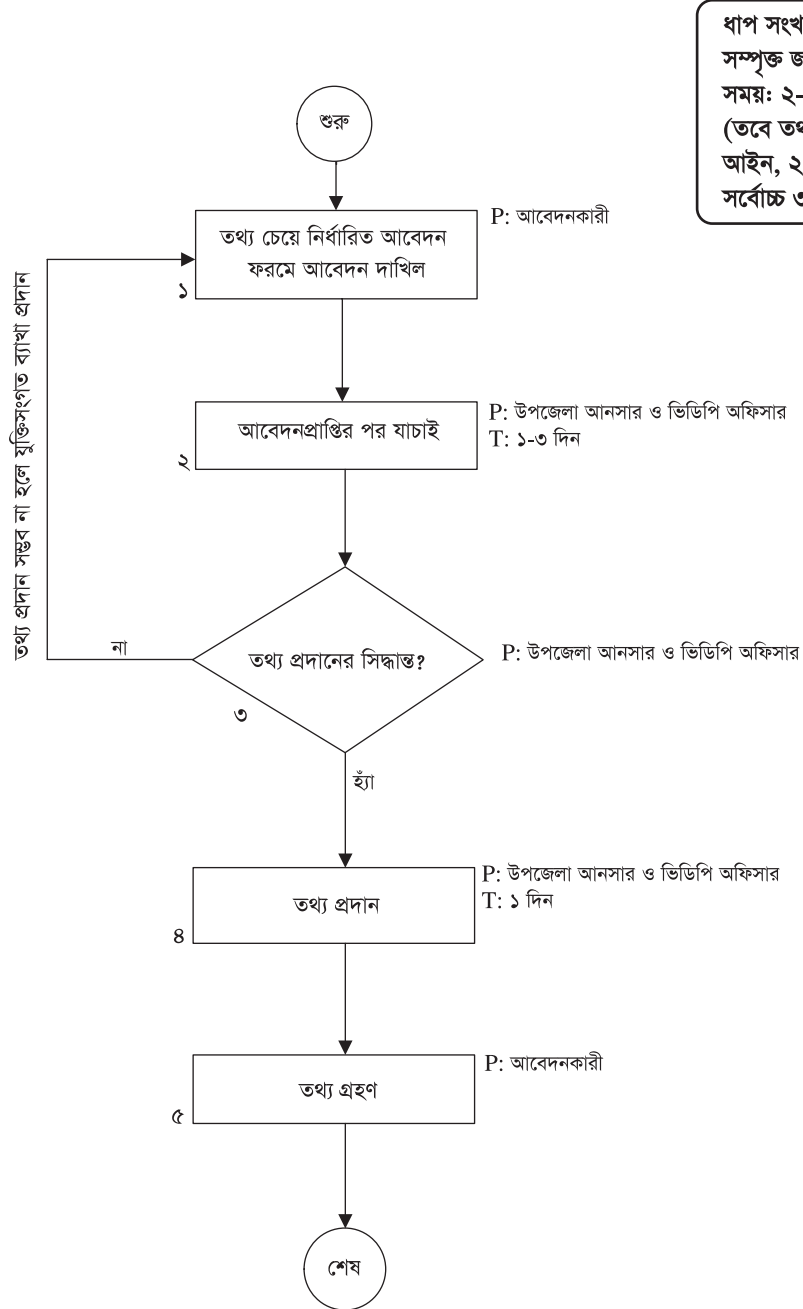 ধাপ সংখ
সম্পৃক্ত জ
সময়: ২-
(তবে তথ
আইন, ২
সর্বোচ্চ ৩
শুরু
তথ্য চেয়ে নির্ধারিত আবেদন
ফরমে আবেদন দাখিল
১
P: আবেদনকারী
তথ্য প্রদান সম্ভব না হলে যুক্তিসংগত ব্যাখা প্রদান
আবেদনপ্রাপ্তির পর যাচাই
২
P: উপজেলা আনসার ও ভিডিপি অফিসার
T: ১-৩ দিন
না
তথ্য প্রদানের সিদ্ধান্ত?
৩
P: উপজেলা আনসার ও ভিডিপি অফিসার
হ্যাঁ
তথ্য প্রদান
৪
P: উপজেলা আনসার ও ভিডিপি অফিসার
T: ১ দিন
তথ্য গ্রহণ
৫
P: আবেদনকারী
শেষ